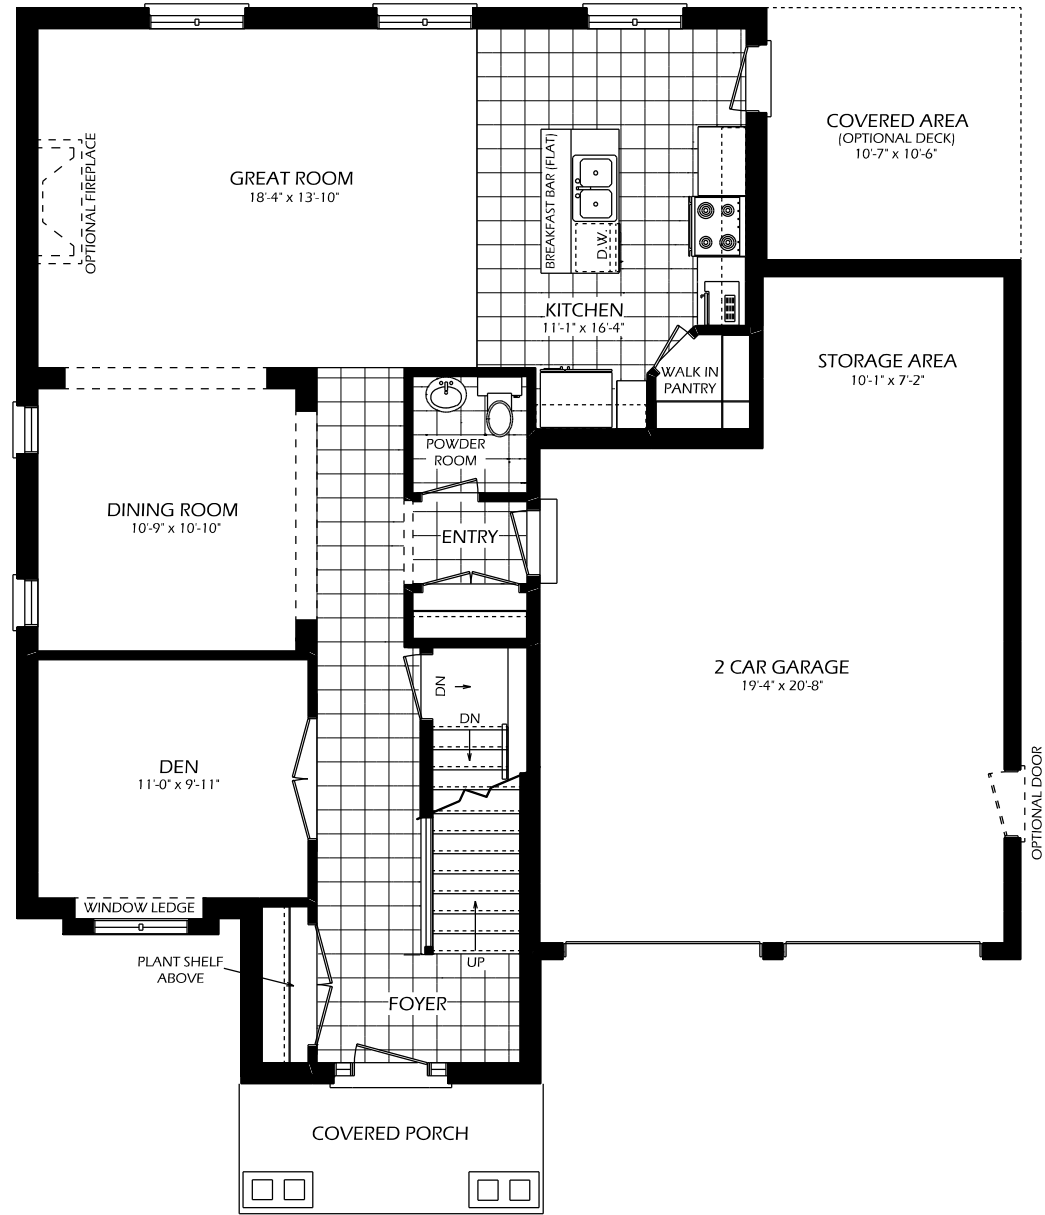 COVERED AREA
(OPTIONAL DECK)
10'-7" x 10'-6"
OPTIONAL FIREPLACE
GREAT ROOM
18'-4" x 13'-10"
BREAKFAST BAR (FLAT)
D.W.
KITCHEN
11'-1" x 16'-4"
WALK IN
PANTRY
STORAGE AREA
10'-1" x 7'-2"
POWDER
ROOM
DINING ROOM
10'-9" x 10'-10"
ENTRY
2 CAR GARAGE
19'-4" x 20'-8"
DN
DN
DEN
11'-0" x 9'-11"
OPTIONAL DOOR
WINDOW LEDGE
UP
PLANT SHELF
ABOVE
FOYER
COVERED PORCH